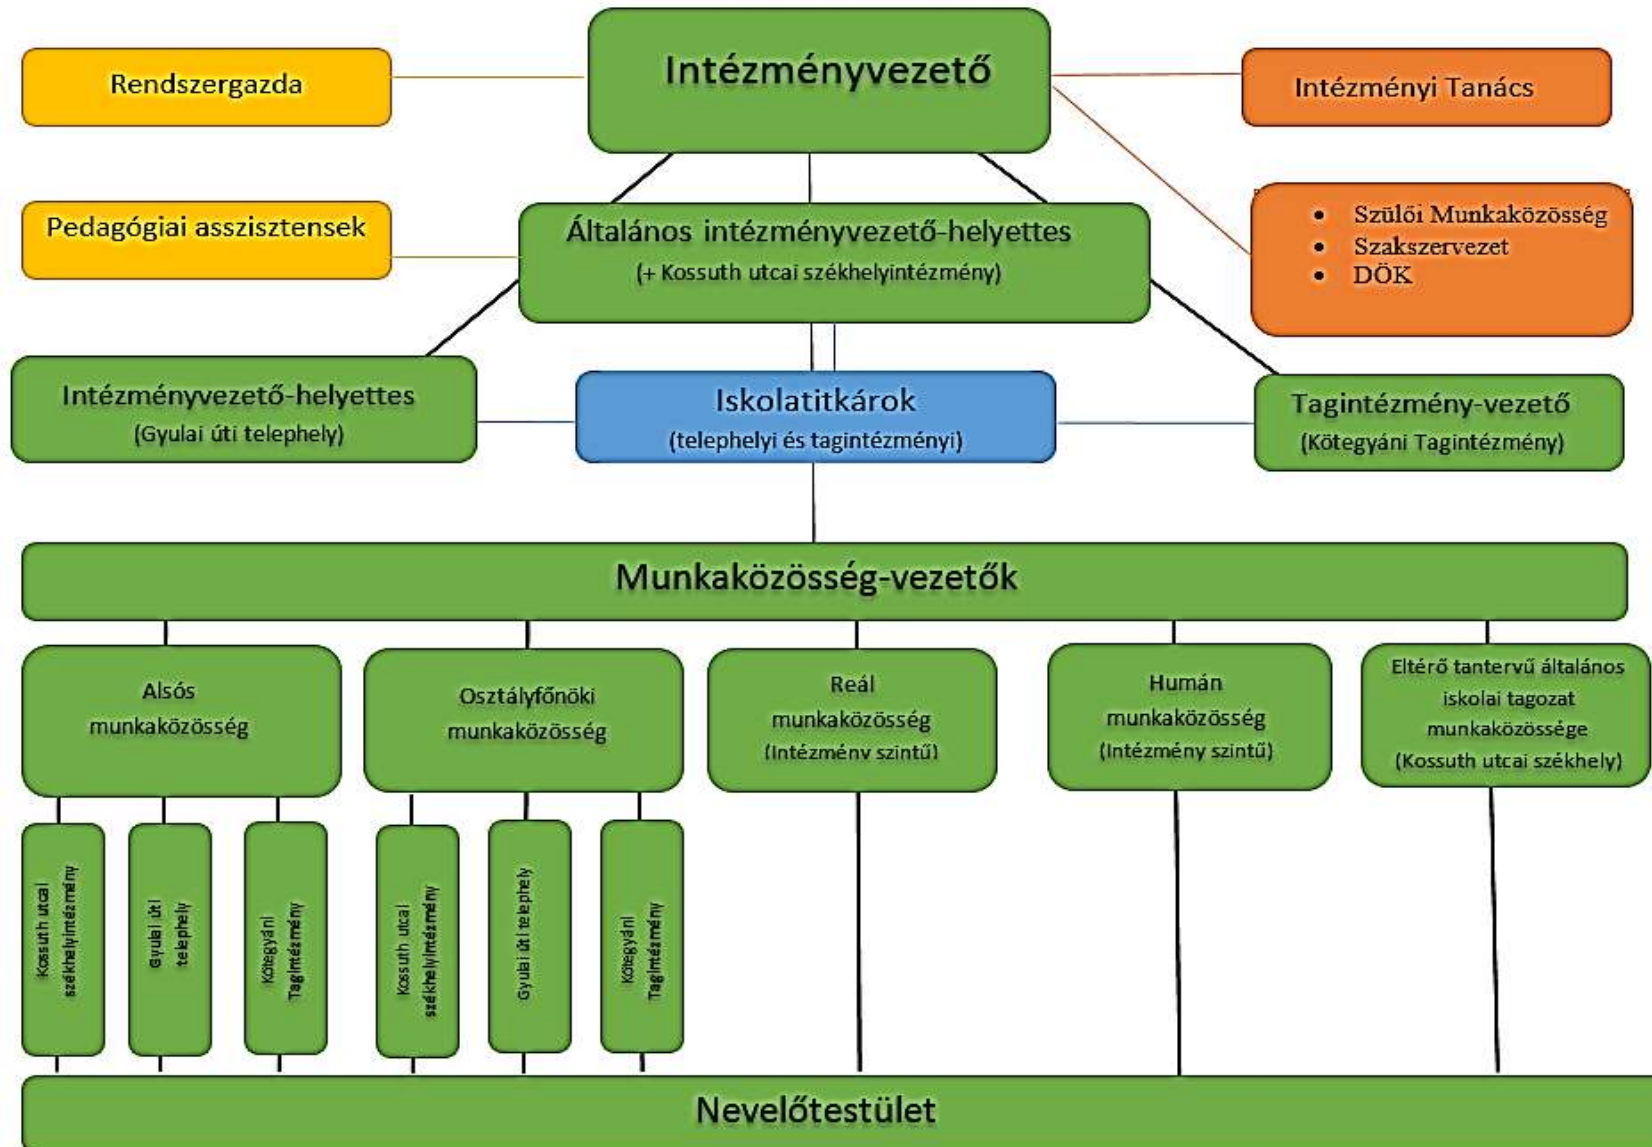 Intézményvezető
Rendszergazda
Intézményi Tanács
Pedagógiai asszisztensek
Általános intézményvezető-helyettes
(+ Kossuth utcai székhelyintézmény)
• Szülői Munkaközösség
• Szakszervezet
• DÖK
Intézményvezető-helyettes
(Gyulai úti telephely)
Iskolatitkárok
(telephelyi és tagintézményi)
Tagintézmény-vezető
(Kötegyáni Tagintézmény)
Munkaközösség-vezetők
Alsós
munkaközösség
Osztályfőnöki
munkaközösség
Reál
munkaközösség
(Intézmény szintű)
Humán
munkaközösség
(Intézmény szintű)
Eltérő tantervű általános
iskolai tagozat
munkaközössége
(Kossuth utcai székhely)
Kossuth utcai
székhelyintézmény
Gyulai úti
telephely
Kötegyáni
Tagintézmény
Kossuth utcai
székhelyintézmény
Gyulai úti telephely
Kötegyáni
Tagintézmény
Nevelőtestület